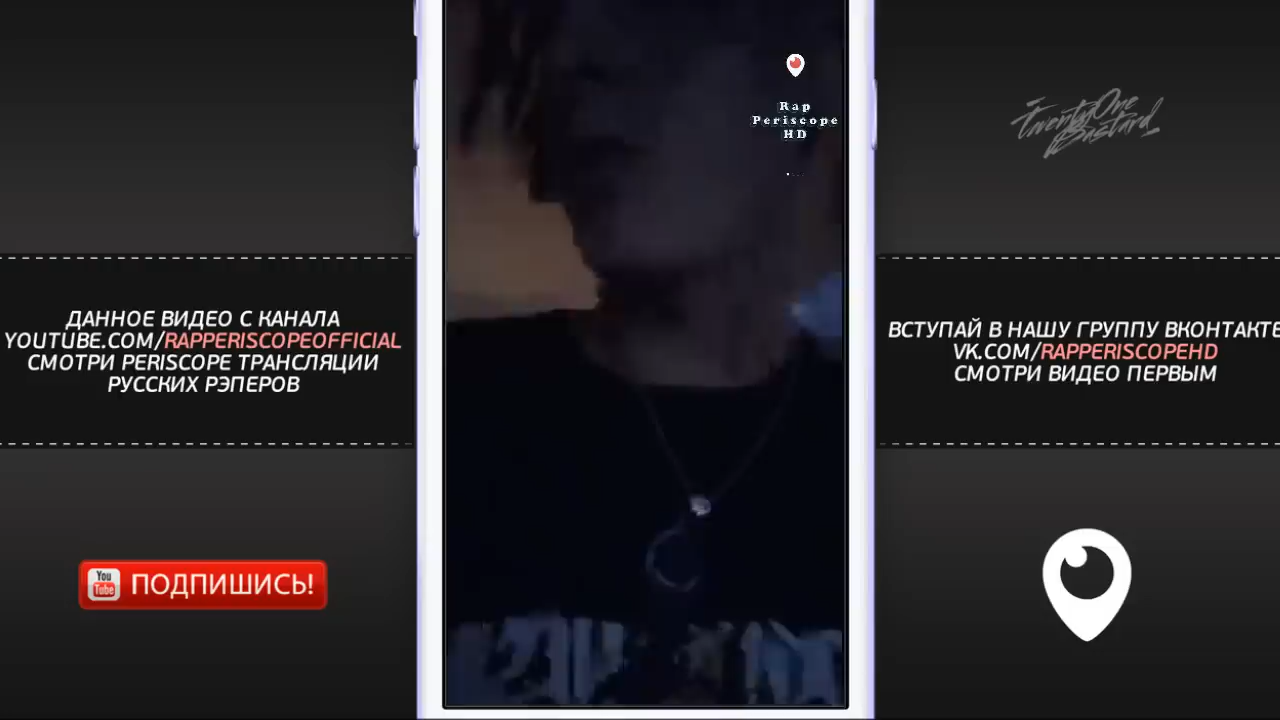 Rap
Periscope
HD
TwentyOne
Bastard
ДАННОЕ ВИДЕО С КАНАЛА
YOUTUBE.COM/RAPPERISCOPEOFFICIAL
СМОТРИ PERISCOPE ТРАНСЛЯЦИИ
РУССКИХ РЭПЕРОВ
ВСТУПАЙ В НАШУ ГРУППУ ВКОНТАКТЕ
VK.COM/RAPPERISCOPEHD
СМОТРИ ВИДЕО ПЕРВЫМ
You
Tube
ПОДПИШИСЬ!